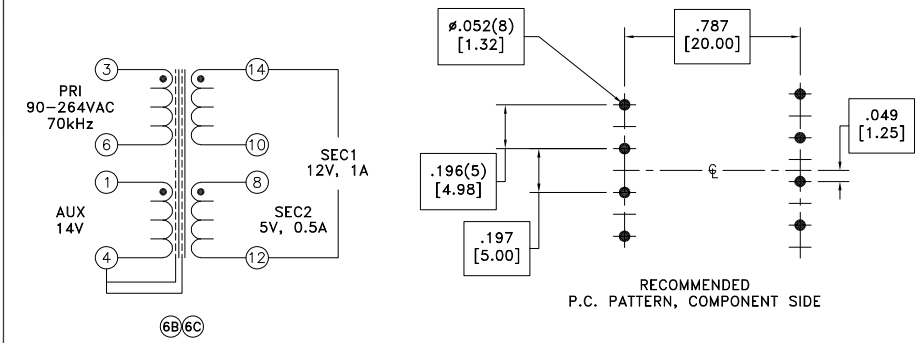 3
14
PRI
90-264VAC
70kHz
6
10
SEC1
12V, 1A
1
8
AUX
14V
SEC2
5V, 0.5A
4
12
6B 6C
ø.052(8)
[1.32]
.787
[20.00]
.049
[1.25]
.196(5)
[4.98]
℄
.197
[5.00]
RECOMMENDED
P.C. PATTERN, COMPONENT SIDE